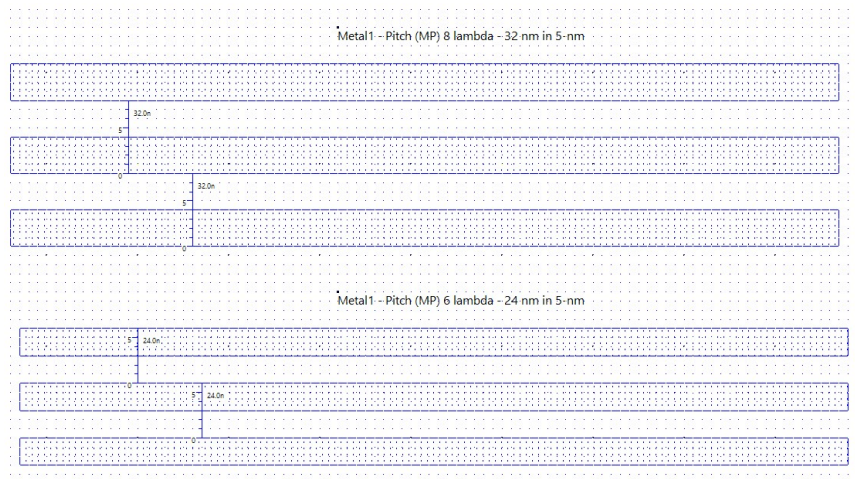 Metal1 - Pitch (MP) 8 lambda - 32 nm in 5-nm
32.0n
5
0
32.0n
5
0
Metal1 - Pitch (MP) 6 lambda - 24 nm in 5-nm
5 24.0n
0
5 24.0n
0